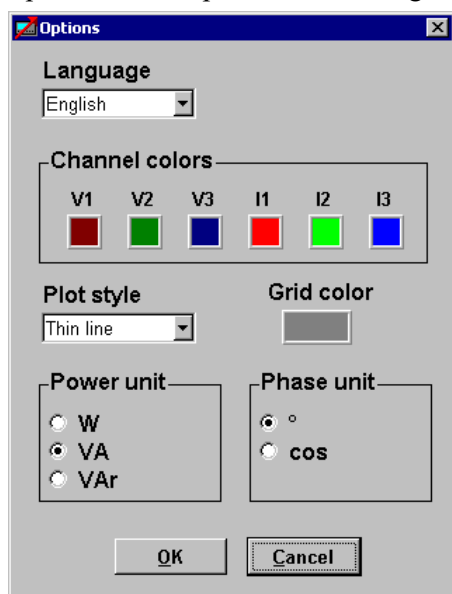 Options
Language
English
Channel colors
V1 V2 V3 I1 I2 I3
Plot style
Grid color
Thin line
Power unit
Phase unit
W
°
VA
cos
VAr
OK
Cancel